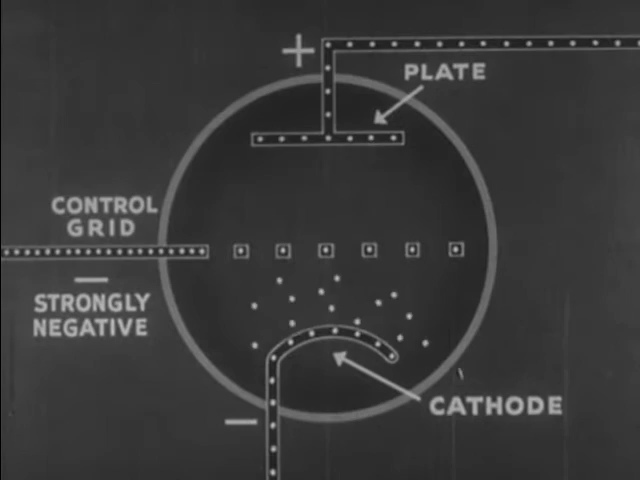 +
PLATE
CONTROL
GRID
−
STRONGLY
NEGATIVE
CATHODE
−